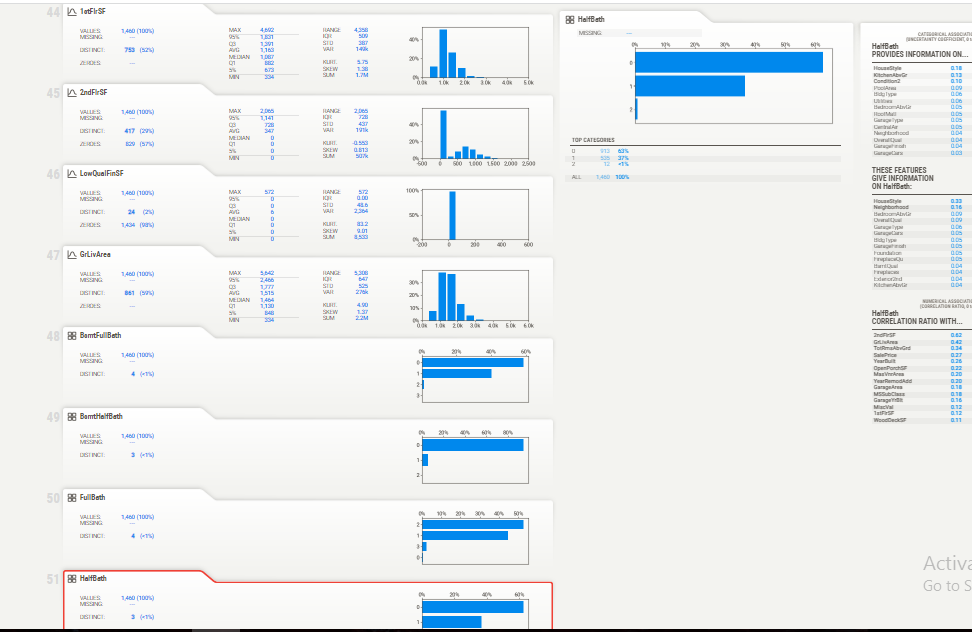 44 1stFlrSF
VALUES: 1,460 (100%)
MISSING: ---
DISTINCT: 753 (52%)
ZEROES: ---
MAX 4,692
95% 1,831
Q3 1,391
AVG 1,163
MEDIAN 1,087
Q1 882
5% 673
MIN 334
RANGE 4,358
IQR 509
STD 387
VAR 149k
KURT. 5.75
SKEW 1.38
SUM 1.7M
40%
20%
0%
0.0k 1.0k 2.0k 3.0k 4.0k 5.0k
45 2ndFlrSF
VALUES: 1,460 (100%)
MISSING: ---
DISTINCT: 417 (29%)
ZEROES: 829 (57%)
MAX 2,065
95% 1,141
Q3 728
AVG 347
MEDIAN 0
Q1 0
5% 0
MIN 0
RANGE 2,065
IQR 728
STD 437
VAR 191k
KURT. -0.553
SKEW 0.813
SUM 507k
40%
20%
0%
-500 0 500 1,000 1,500 2,000 2,500
46 LowQualFinSF
VALUES: 1,460 (100%)
MISSING: ---
DISTINCT: 24 (2%)
ZEROES: 1,434 (98%)
MAX 572
95% 0
Q3 0
AVG 6
MEDIAN 0
Q1 0
5% 0
MIN 0
RANGE 572
IQR 0.00
STD 48.6
VAR 2,364
KURT. 83.2
SKEW 9.01
SUM 8,533
100%
50%
0%
-200 0 200 400 600
47 GrLivArea
VALUES: 1,460 (100%)
MISSING: ---
DISTINCT: 861 (59%)
ZEROES: ---
MAX 5,642
95% 2,466
Q3 1,777
AVG 1,515
MEDIAN 1,464
Q1 1,130
5% 848
MIN 334
RANGE 5,308
IQR 647
STD 525
VAR 276k
KURT. 4.90
SKEW 1.37
SUM 2.2M
30%
20%
10%
0%
0.0k 1.0k 2.0k 3.0k 4.0k 5.0k 6.0k
48 BsmtFullBath
VALUES: 1,460 (100%)
MISSING: ---
DISTINCT: 4 (<1%)
0% 20% 40% 60%
0
1
2
3
49 BsmtHalfBath
VALUES: 1,460 (100%)
MISSING: ---
DISTINCT: 3 (<1%)
0% 20% 40% 60% 80%
0
1
2
50 FullBath
VALUES: 1,460 (100%)
MISSING: ---
DISTINCT: 4 (<1%)
0% 10% 20% 30% 40% 50%
2
1
3
0
51 HalfBath
VALUES: 1,460 (100%)
MISSING: ---
DISTINCT: 3 (<1%)
0% 20% 40% 60%
0
1
HalfBath
MISSING: ---
0% 10% 20% 30% 40% 50% 60%
0
1
2
TOP CATEGORIES
0 913 63%
1 535 37%
2 12 <1%
ALL 1,460 100%
CATEGORICAL ASSOCIATI
(UNCERTAINTY COEFFICIENT, 0 t
HalfBath
PROVIDES INFORMATION ON...
HouseStyle 0.18
KitchenAbvGr 0.13
Condition2 0.10
PoolArea 0.09
BldgType 0.06
Utilities 0.06
BedroomAbvGr 0.05
RoofMatl 0.05
GarageType 0.05
CentralAir 0.05
Neighborhood 0.04
OverallQual 0.04
GarageFinish 0.04
GarageCars 0.03
THESE FEATURES
GIVE INFORMATION
ON HalfBath:
HouseStyle 0.33
Neighborhood 0.16
BedroomAbvGr 0.09
OverallQual 0.09
GarageType 0.06
GarageCars 0.05
BldgType 0.05
GarageFinish 0.05
Foundation 0.05
FireplaceQu 0.05
BsmtQual 0.04
Fireplaces 0.04
Exterior2nd 0.04
KitchenAbvGr 0.04
NUMERICAL ASSOCIATI
(CORRELATION RATIO, 0 t
HalfBath
CORRELATION RATIO WITH...
2ndFlrSF 0.62
GrLivArea 0.42
TotRmsAbvGrd 0.34
SalePrice 0.27
YearBuilt 0.26
OpenPorchSF 0.22
MasVnrArea 0.20
YearRemodAdd 0.20
GarageArea 0.18
MSSubClass 0.18
GarageYrBlt 0.16
MiscVal 0.12
1stFlrSF 0.12
WoodDeckSF 0.11
Activa
Go to S